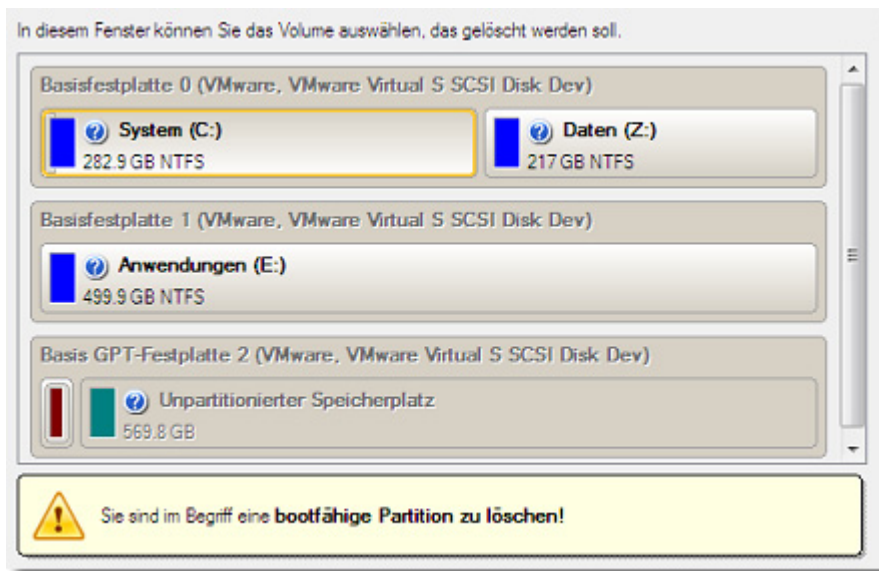 In diesem Fenster können Sie das Volume auswählen, das gelöscht werden soll.
Basisfestplatte 0 (VMware, VMware Virtual S SCSI Disk Dev)
System (C:)
282.9 GB NTFS
Daten (Z:)
217 GB NTFS
Basisfestplatte 1 (VMware, VMware Virtual S SCSI Disk Dev)
Anwendungen (E:)
499.9 GB NTFS
Basis GPT-Festplatte 2 (VMware, VMware Virtual S SCSI Disk Dev)
Unpartitionierter Speicherplatz
569.8 GB
Sie sind im Begriff eine bootfähige Partition zu löschen!